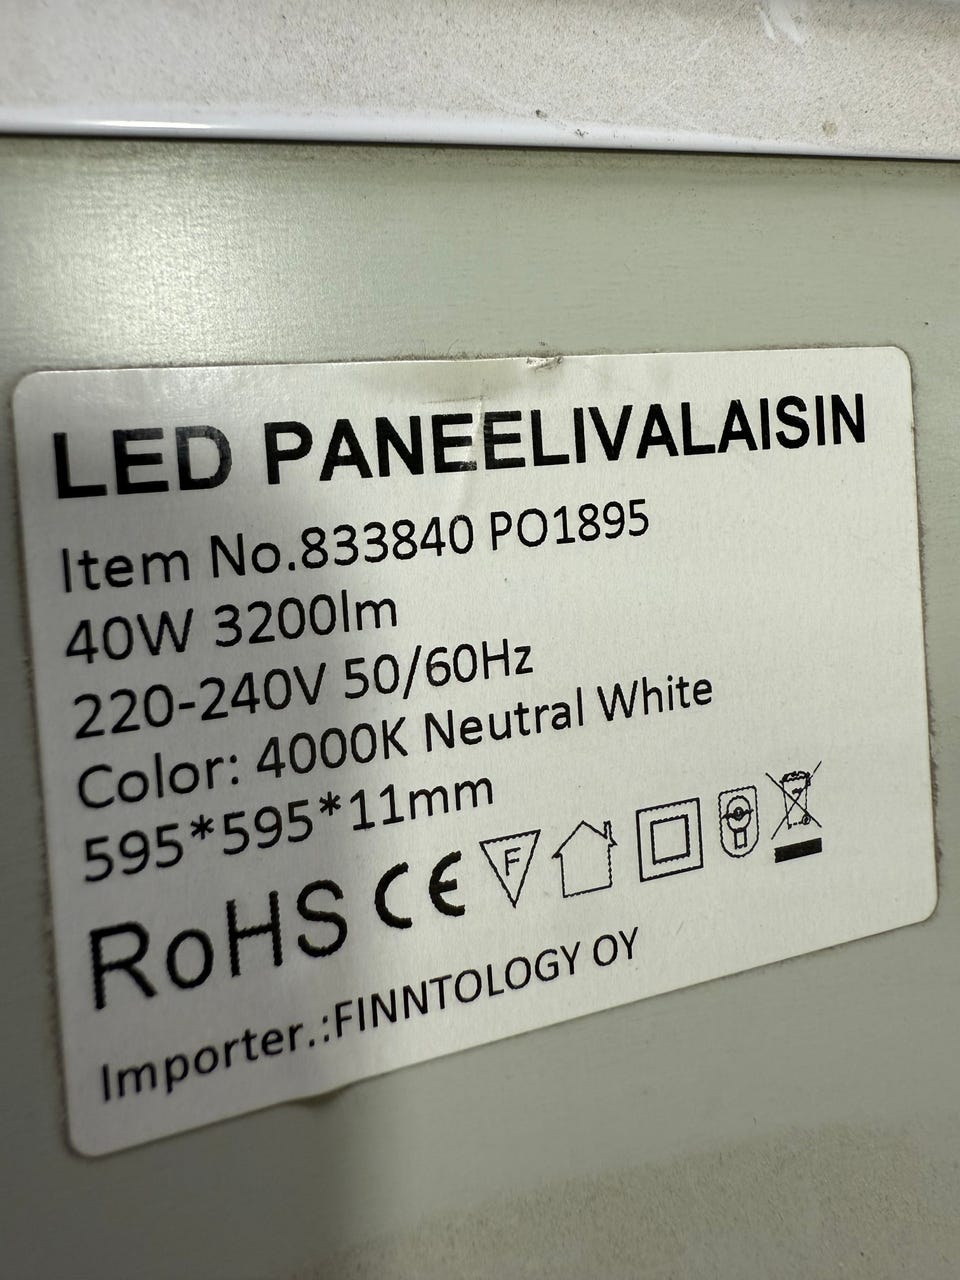 LED PANEELIVALAISIN
Item No.833840 PO1895
40W 3200lm
220-240V 50/60Hz
Color: 4000K Neutral White
595*595*11mm
RoHS CE F
Importer.:FINNTOLOGY OY